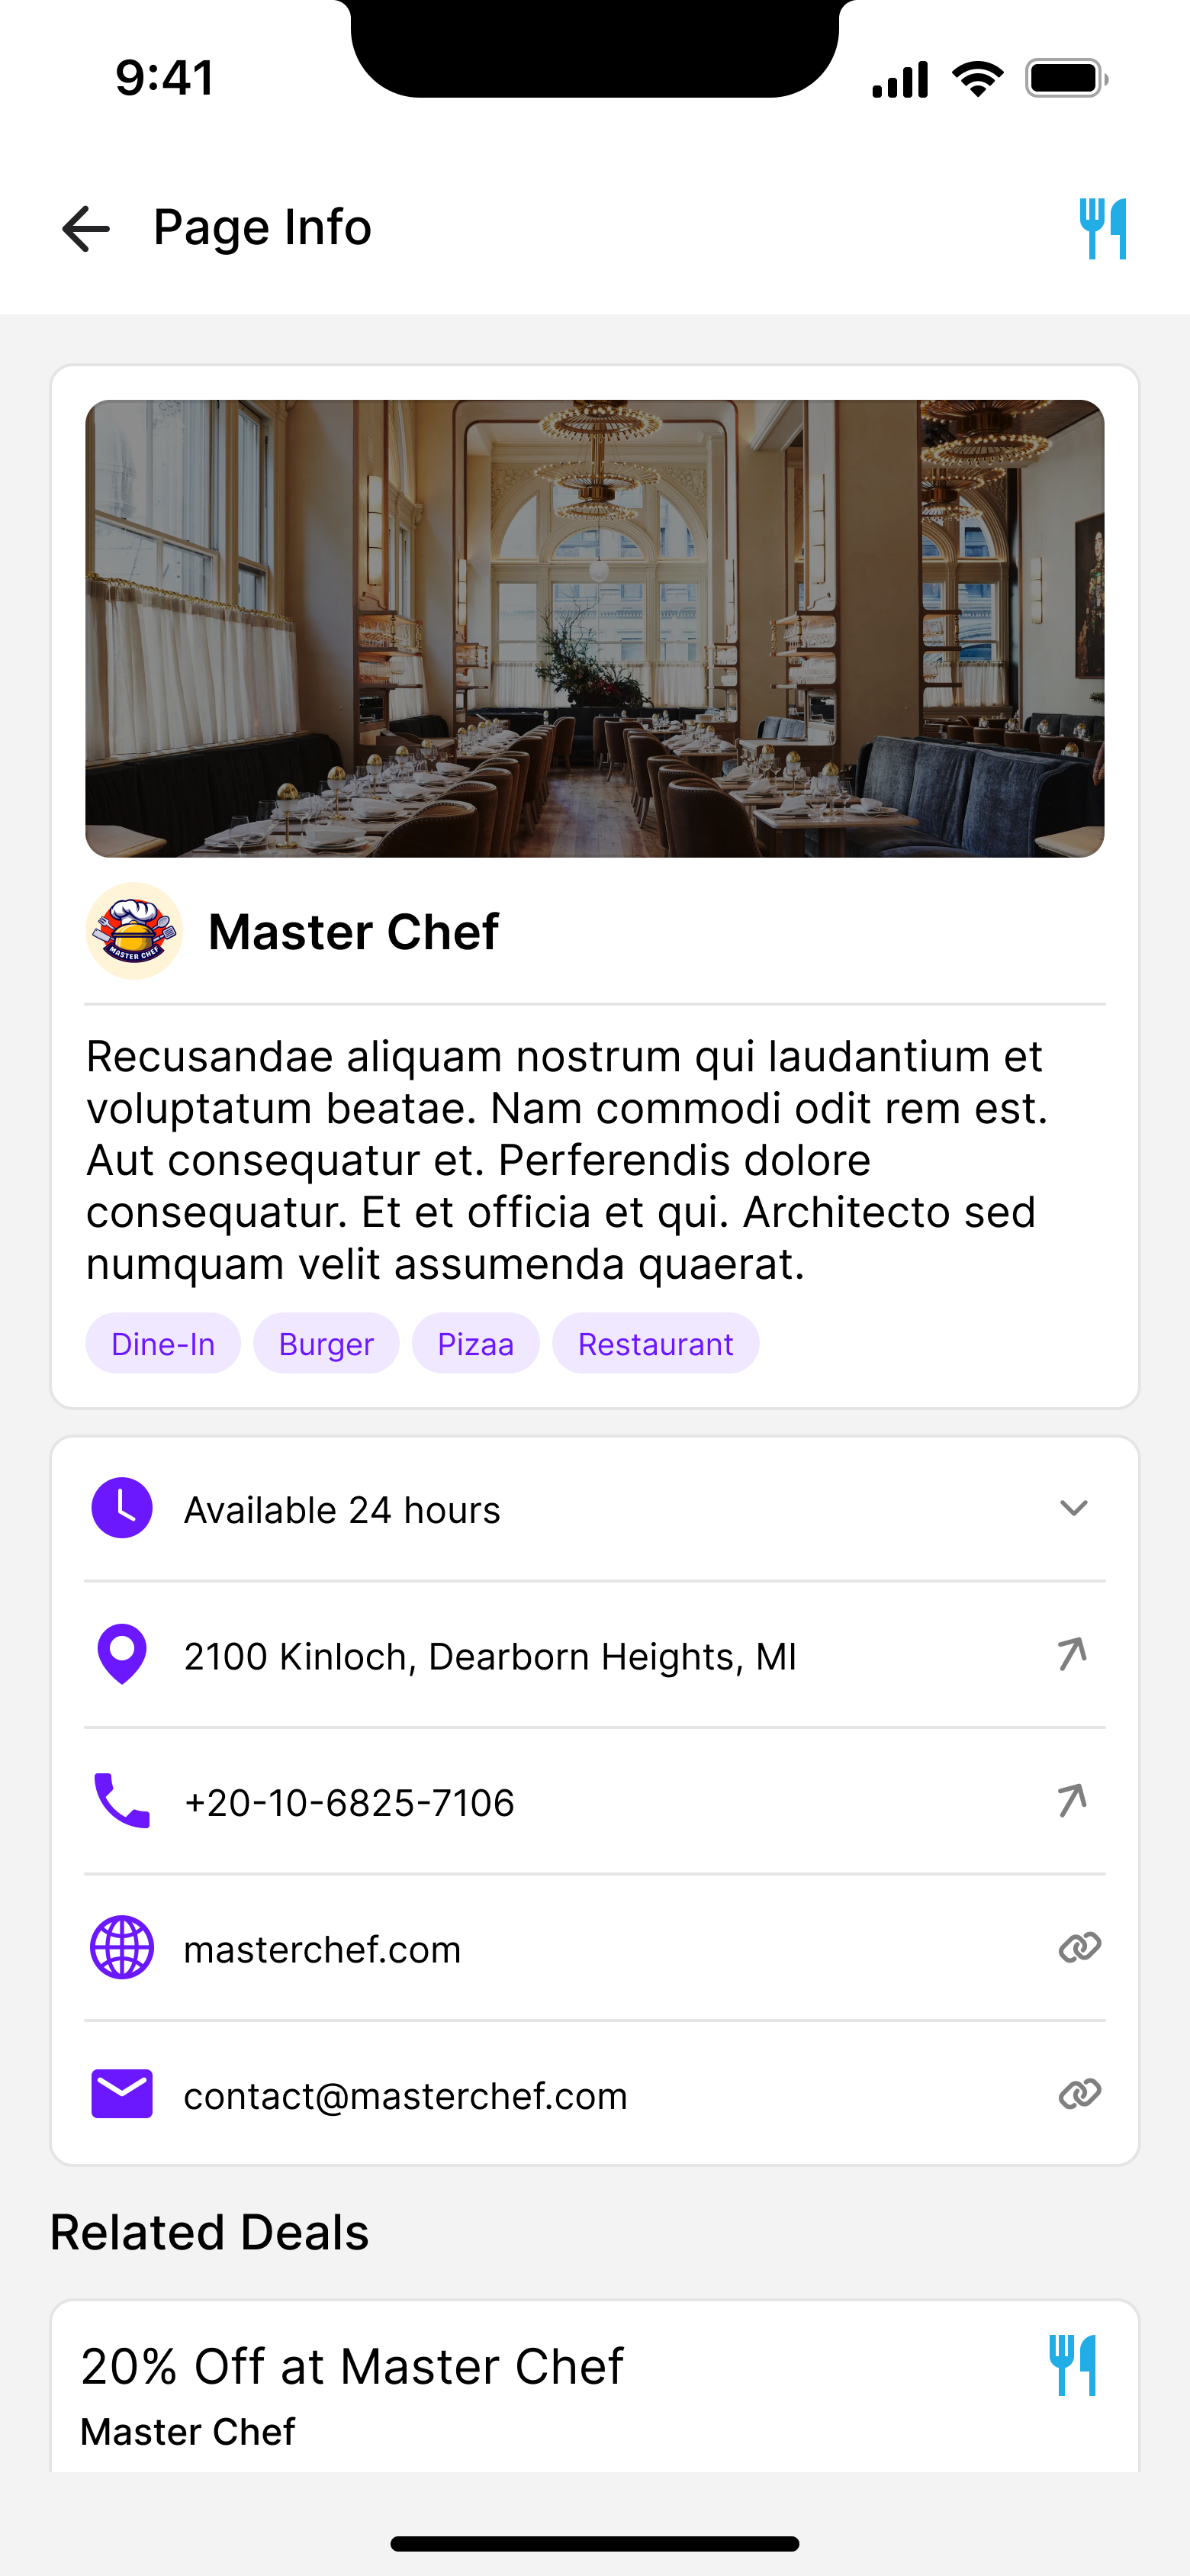 9:41
Page Info
MASTER CHEF
Master Chef
Recusandae aliquam nostrum qui laudantium et
voluptatum beatae. Nam commodi odit rem est.
Aut consequatur et. Perferendis dolore
consequatur. Et et officia et qui. Architecto sed
numquam velit assumenda quaerat.
Dine-In Burger Pizaa Restaurant
Available 24 hours
2100 Kinloch, Dearborn Heights, MI
+20-10-6825-7106
masterchef.com
contact@masterchef.com
Related Deals
20% Off at Master Chef
Master Chef